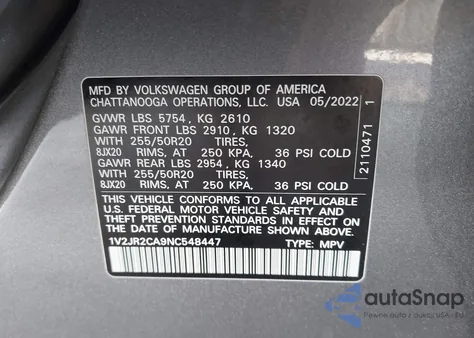 MFD BY VOLKSWAGEN GROUP OF AMERICA
CHATTANOOGA OPERATIONS, LLC. USA 05/2022
GVWR LBS 5754, KG 2610
GAWR FRONT LBS 2910, KG 1320
WITH 255/50R20 TIRES,
8JX20 RIMS, AT 250 KPA, 36 PSI COLD
GAWR REAR LBS 2954, KG 1340
WITH 255/50R20 TIRES,
8JX20 RIMS, AT 250 KPA, 36 PSI COLD
THIS VEHICLE CONFORMS TO ALL APPLICABLE
U.S. FEDERAL MOTOR VEHICLE SAFETY AND
THEFT PREVENTION STANDARDS IN EFFECT ON THE
DATE OF MANUFACTURE SHOWN ABOVE.
1V2JR2CA9NC548447 TYPE: MPV
2110471 1
autoSnap
Pewne auto z USA